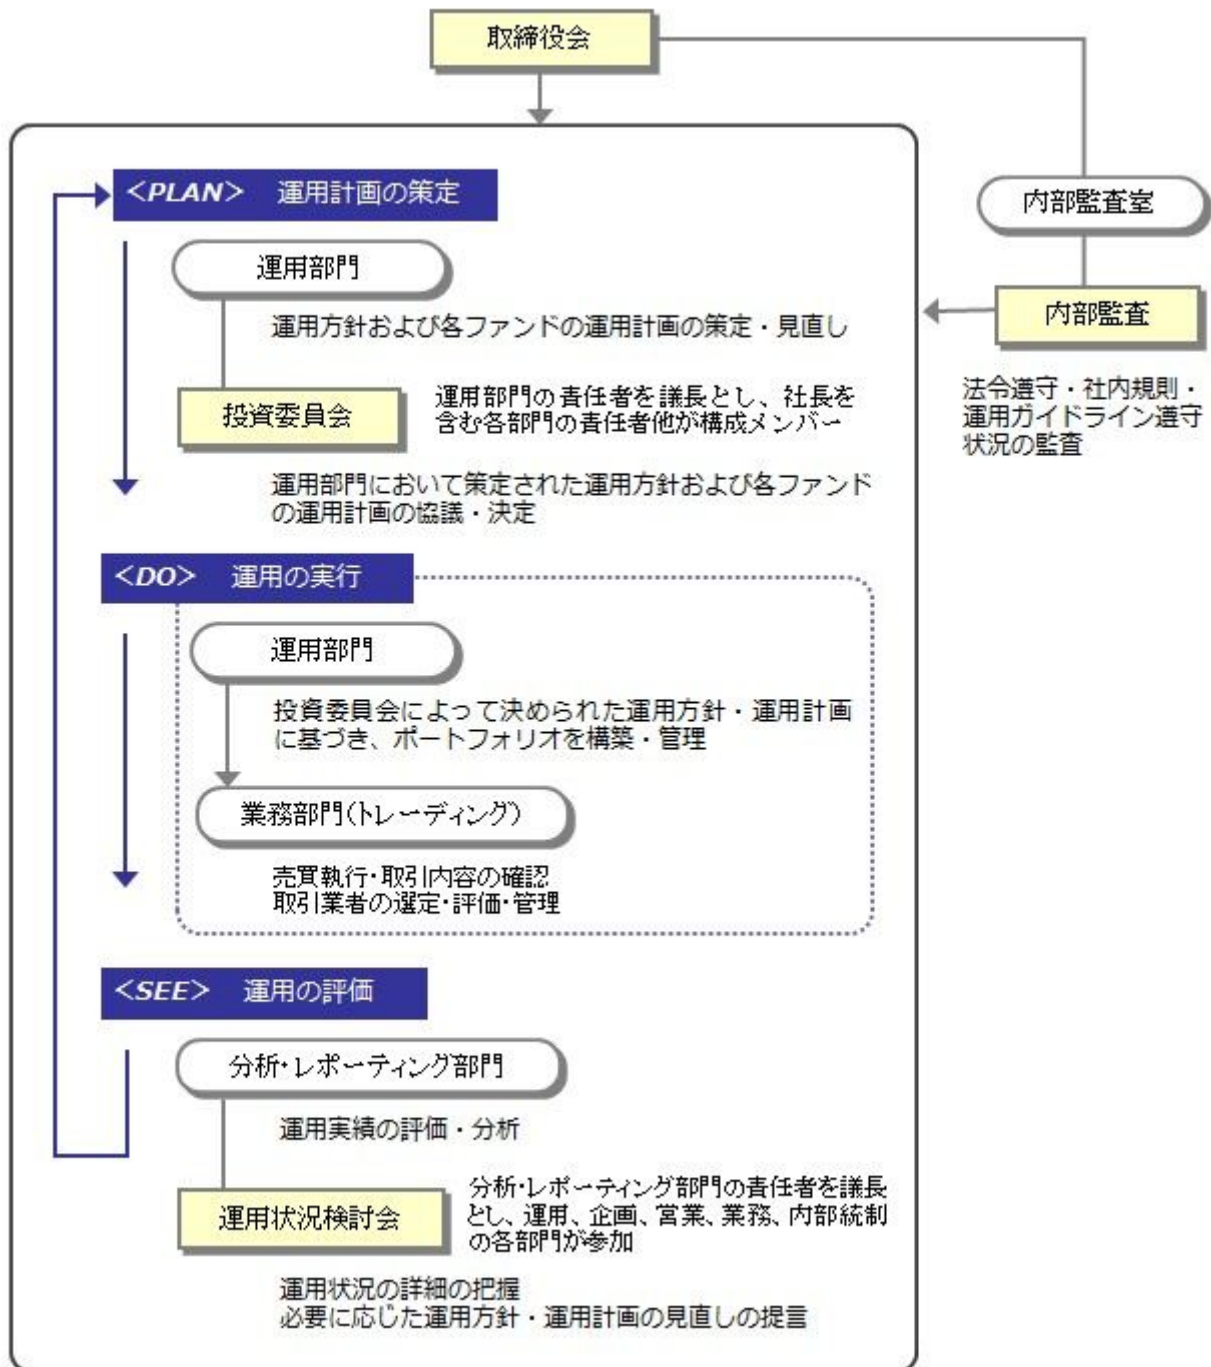 取締役会
<PLAN> 運用計画の策定
運用部門
運用方針および各ファンドの運用計画の策定・見直し
投資委員会
運用部門の責任者を議長とし、社長を
含む各部門の責任者他が構成メンバー
運用部門において策定された運用方針および各ファンド
の運用計画の協議・決定
<DO> 運用の実行
運用部門
投資委員会によって決められた運用方針・運用計画
に基づき、ポートフォリオを構築・管理
業務部門(トレーディング)
売買執行・取引内容の確認
取引業者の選定・評価・管理
<SEE> 運用の評価
分析・レポーティング部門
運用実績の評価・分析
運用状況検討会
分析・レポーティング部門の責任者を議長
とし、運用、企画、営業、業務、内部統制
の各部門が参加
運用状況の詳細の把握
必要に応じた運用方針・運用計画の見直しの提言
内部監査室
内部監査
法令遵守・社内規則・
運用ガイドライン遵守
状況の監査